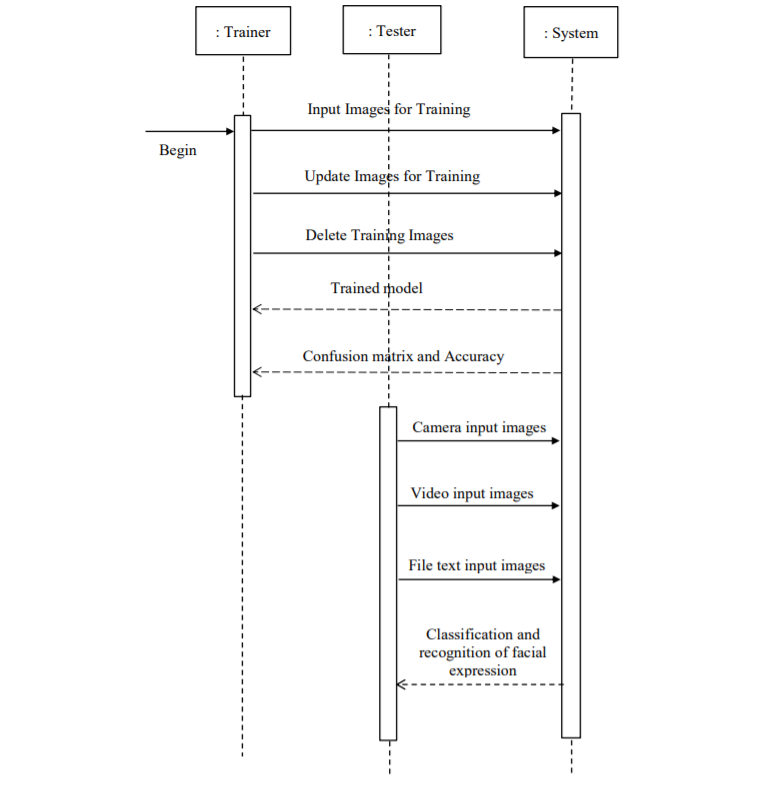 : Trainer
: Tester
: System
Input Images for Training
Begin
Update Images for Training
Delete Training Images
Trained model
Confusion matrix and Accuracy
Camera input images
Video input images
File text input images
Classification and
recognition of facial
expression